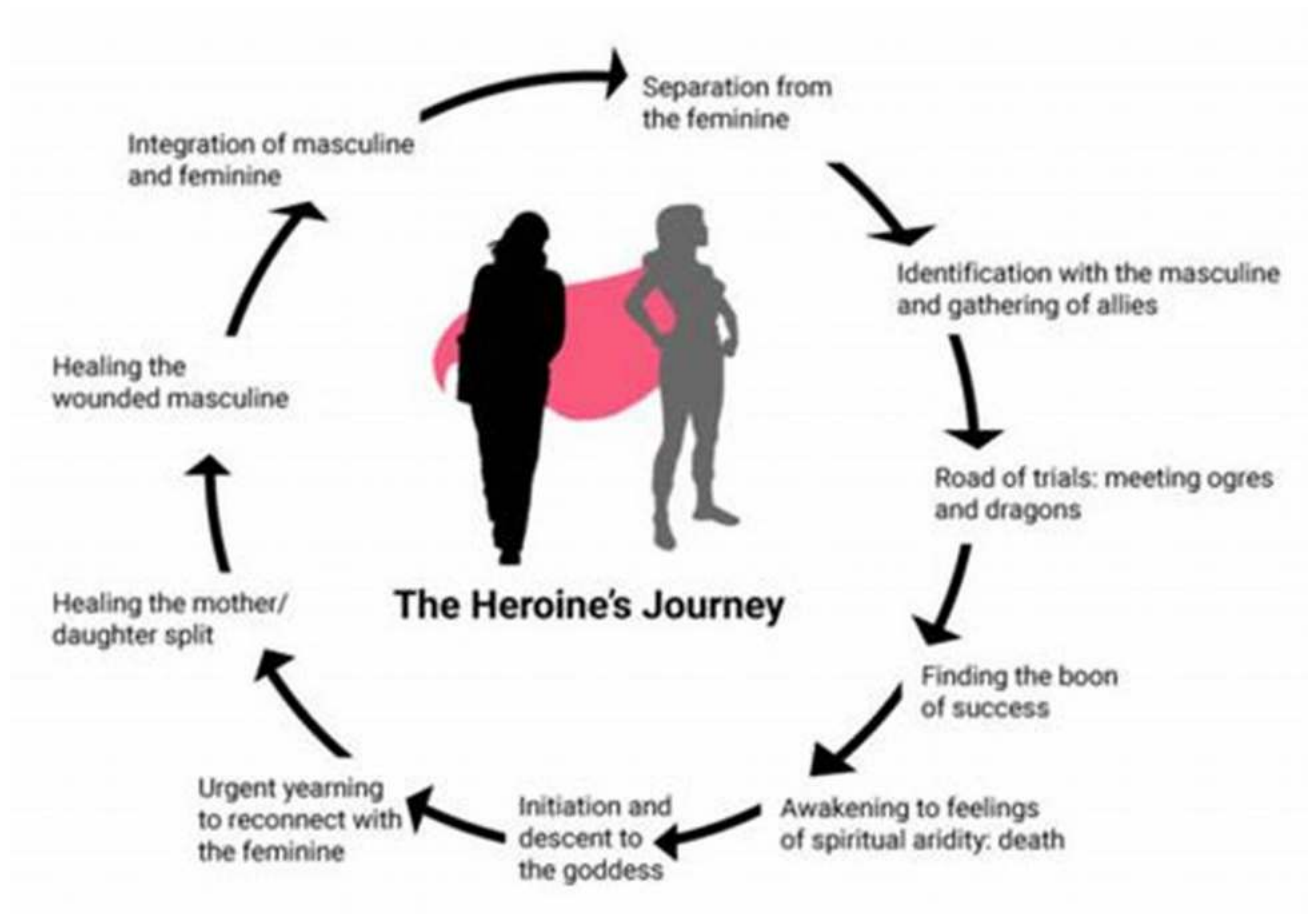 Separation from
the feminine
Identification with the masculine
and gathering of allies
Road of trials: meeting ogres
and dragons
Finding the boon
of success
Awakening to feelings
of spiritual aridity: death
Initiation and
descent to
the goddess
Urgent yearning
to reconnect with
the feminine
Healing the mother/
daughter split
Healing the
wounded masculine
Integration of masculine
and feminine
The Heroine's Journey